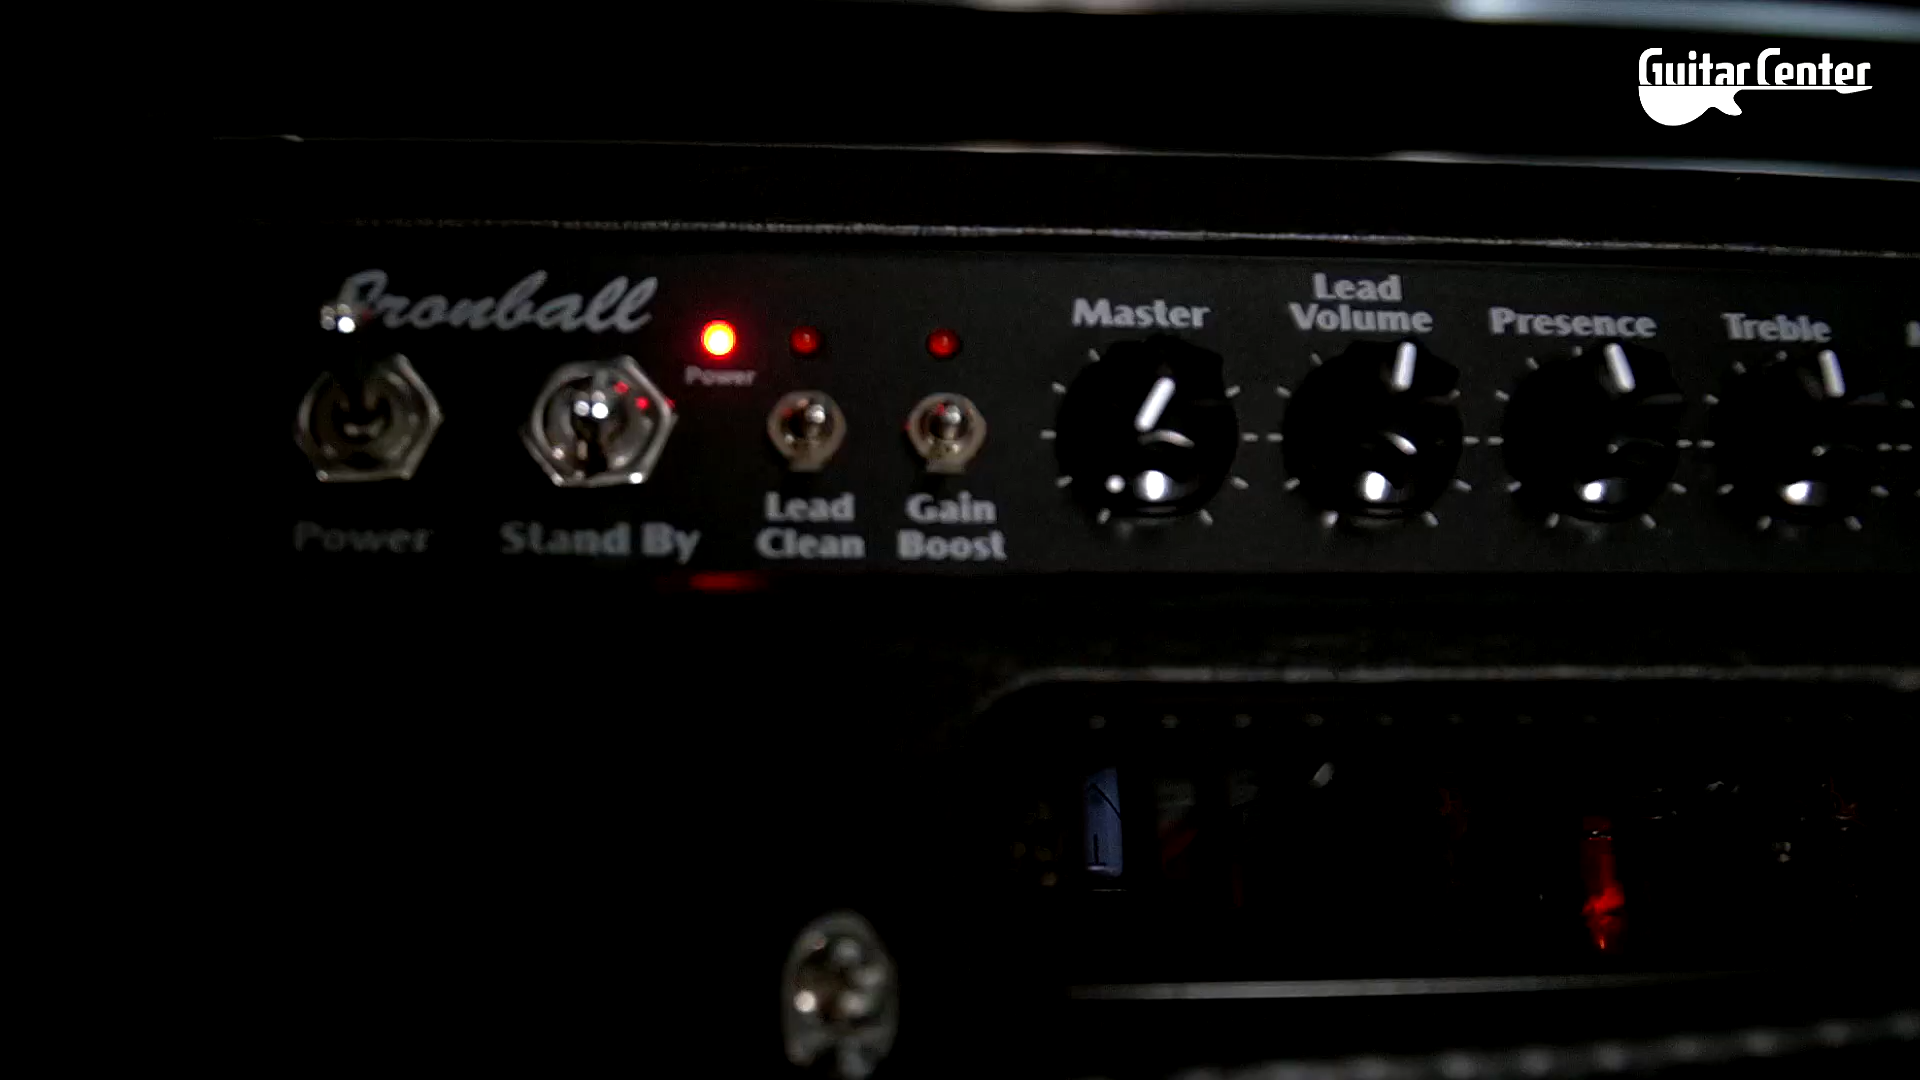 Guitar Center
Ironball
Power
Power
Stand By
Lead
Clean
Gain
Boost
Master
Lead
Volume
Presence
Treble